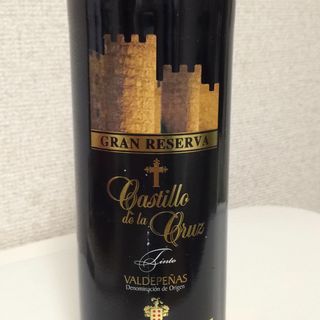 GRAN RESERVA
Castillo
de la
Cruz
Tinto
VALDEPEÑAS
Denominación de Origen